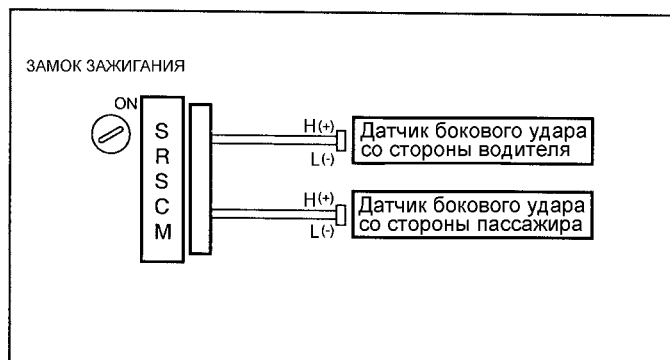 ЗАМОК ЗАЖИГАНИЯ
ON
S
R
S
C
M
H(+)
L(-)
Датчик бокового удара
со стороны водителя
H(+)
L(-)
Датчик бокового удара
со стороны пассажира